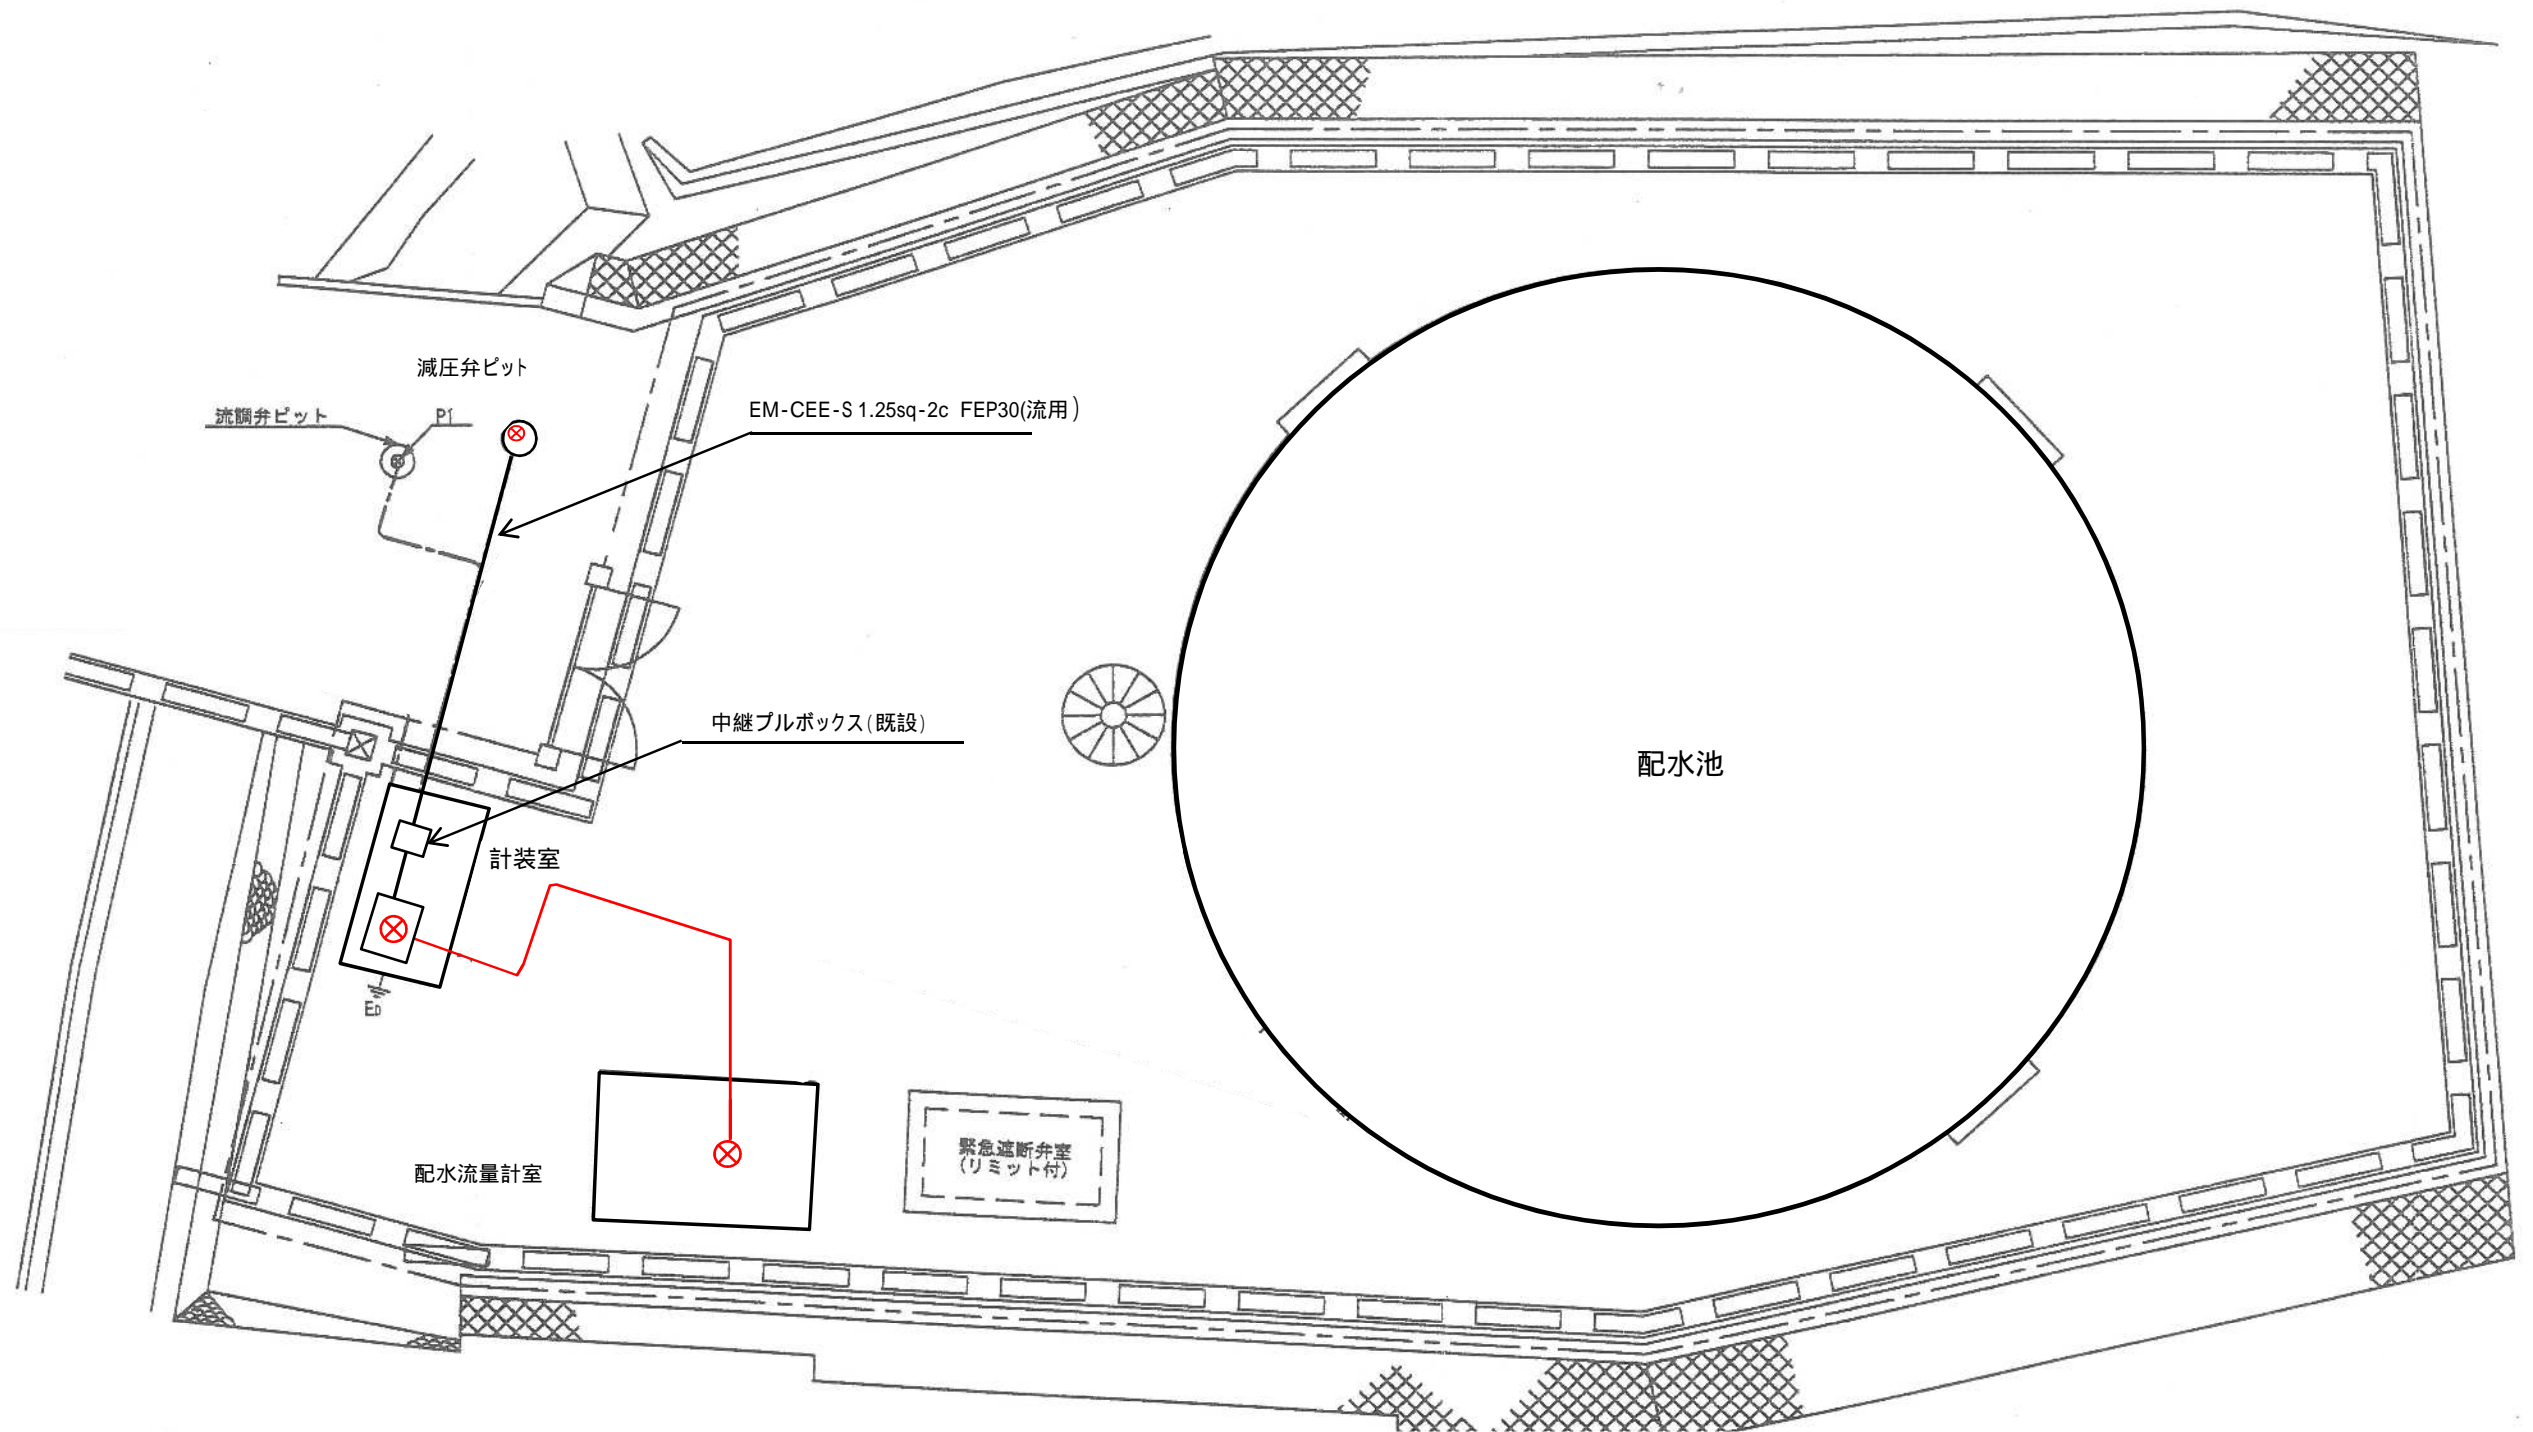 減圧弁ピット
流調弁ピット
P1
EM-CEE-S 1.25sq-2c FEP30(流用)
中継プルボックス(既設)
計装室
配水池
ED
緊急遮断弁室
(リミット付)
配水流量計室